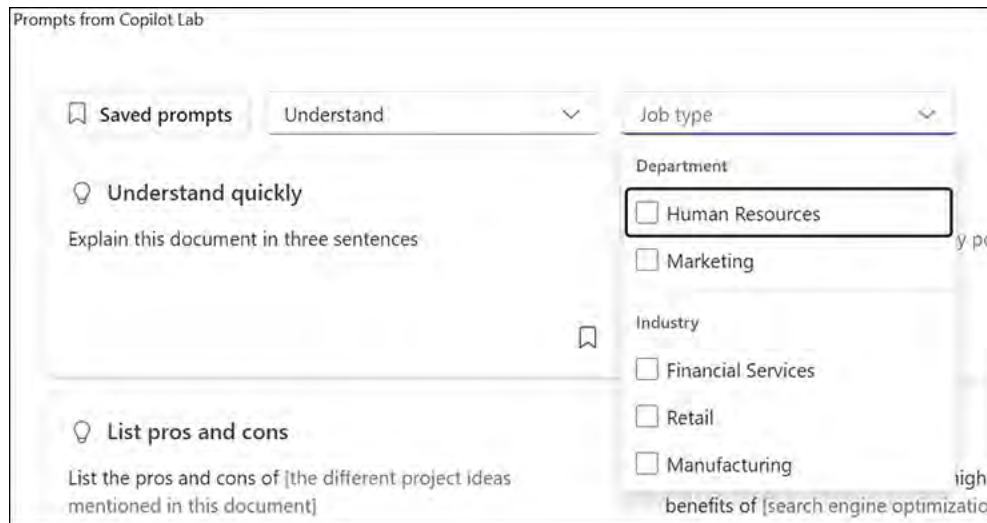 Prompts from Copilot Lab
Saved prompts
Understand
Job type
Understand quickly
Explain this document in three sentences
Department
Human Resources
Marketing
Industry
Financial Services
Retail
Manufacturing
List pros and cons
List the pros and cons of [the different project ideas
mentioned in this document]
benefits of [search engine